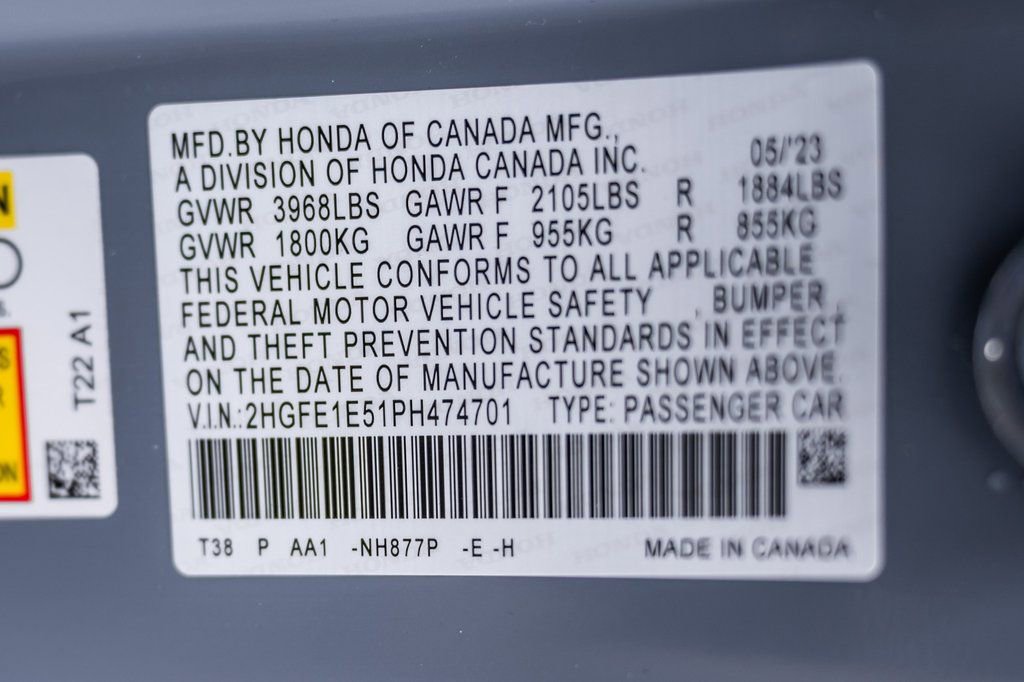 MFD.BY HONDA OF CANADA MFG.,
A DIVISION OF HONDA CANADA INC. 05/'23
GVWR 3968LBS GAWR F 2105LBS R 1884LBS
GVWR 1800KG GAWR F 955KG R 855KG
THIS VEHICLE CONFORMS TO ALL APPLICABLE
FEDERAL MOTOR VEHICLE SAFETY , BUMPER ,
AND THEFT PREVENTION STANDARDS IN EFFECT
ON THE DATE OF MANUFACTURE SHOWN ABOVE.
V.I.N.:2HGFE1E51PH474701 TYPE: PASSENGER CAR
T38 P AA1 -NH877P -E -H MADE IN CANADA
T22 A1